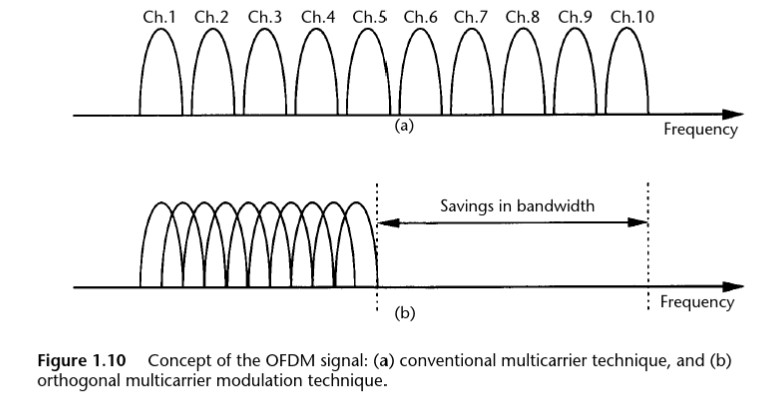 Ch.1 Ch.2 Ch.3 Ch.4 Ch.5 Ch.6 Ch.7 Ch.8 Ch.9 Ch.10
(a)
Frequency
Savings in bandwidth
Frequency
(b)
Figure 1.10 Concept of the OFDM signal: (a) conventional multicarrier technique, and (b)
orthogonal multicarrier modulation technique.